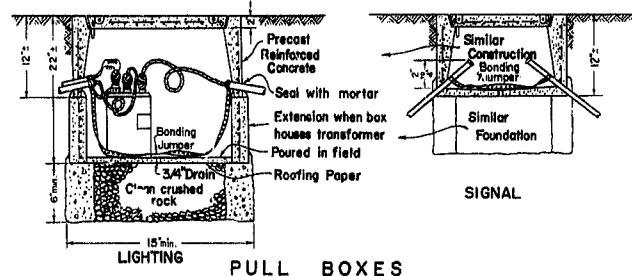 2"
12"±
22"±
Precast
Reinforced
Concrete
Seal with mortar
Extension when box
houses transformer
Poured in field
Bonding
Jumper
3/4" Drain
Clean crushed
rock
Roofing Paper
6"min.
15"min.
LIGHTING
Similar
Construction
Bonding
Jumper
12"±
Similar
Foundation
SIGNAL
PULL BOXES